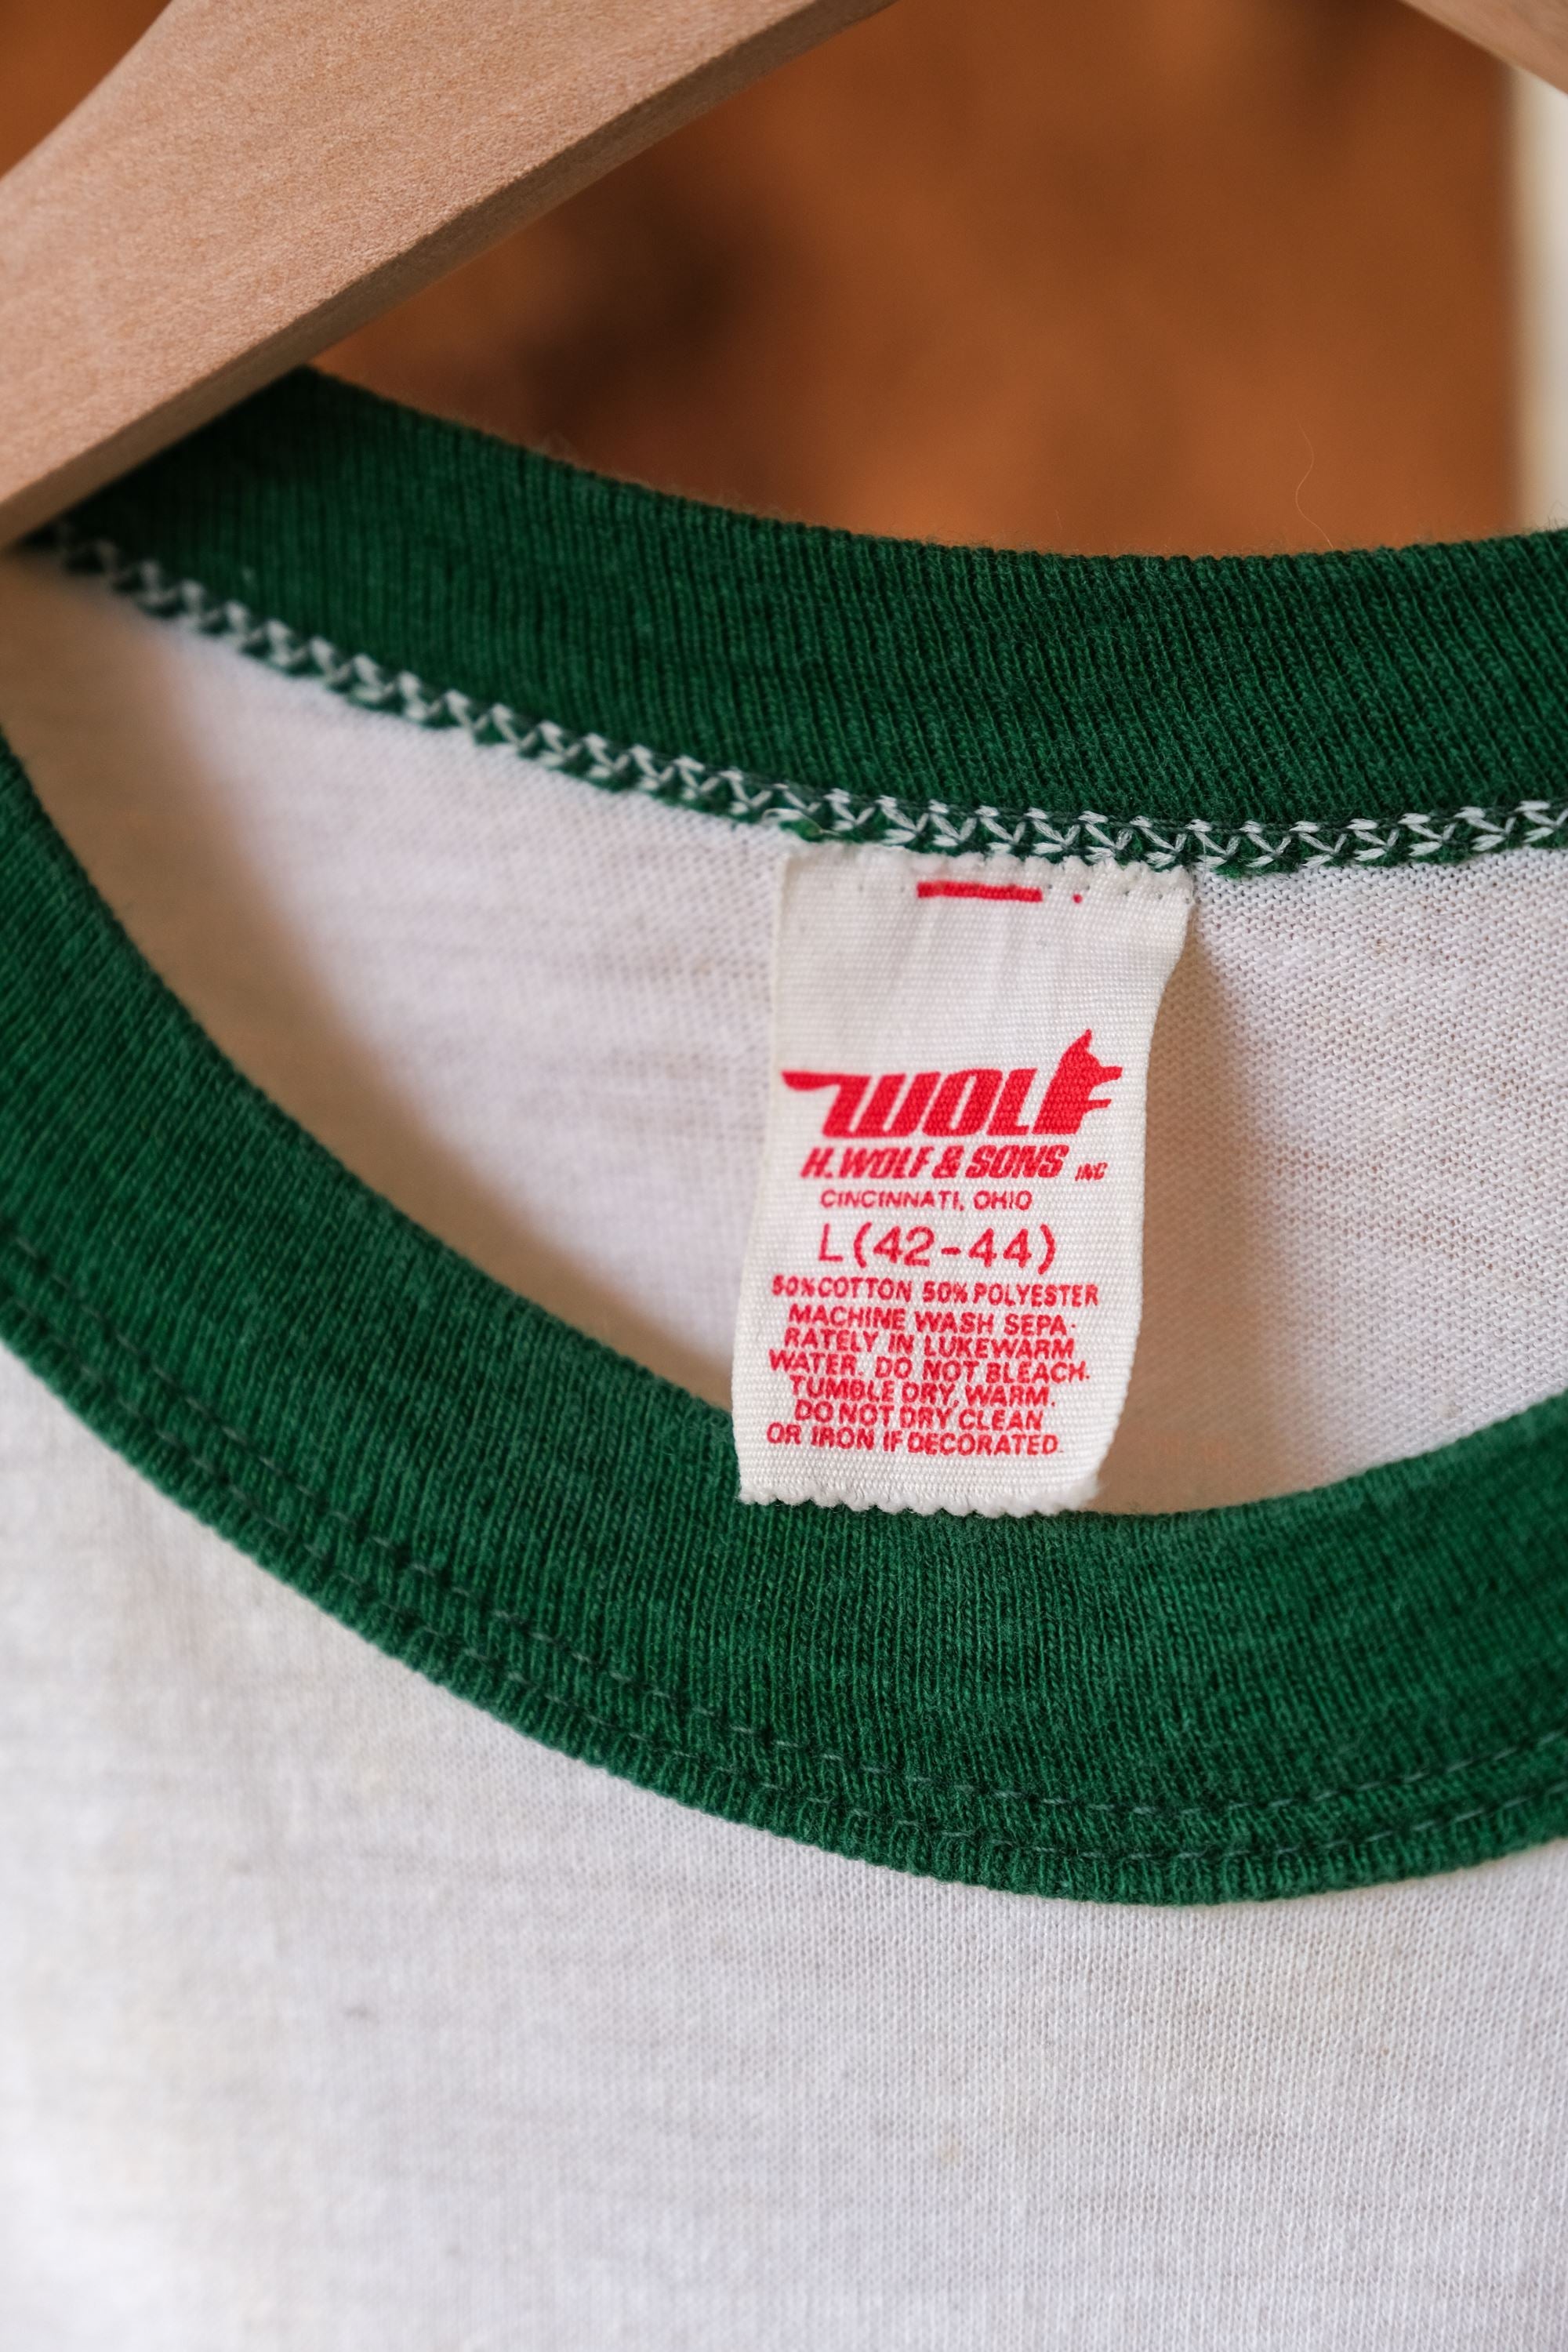 WOLF
H. WOLF & SONS INC
CINCINNATI, OHIO
L (42-44)
50% COTTON 50% POLYESTER
MACHINE WASH SEPA-
RATELY IN LUKEWARM
WATER. DO NOT BLEACH.
TUMBLE DRY, WARM.
DO NOT DRY CLEAN
OR IRON IF DECORATED.